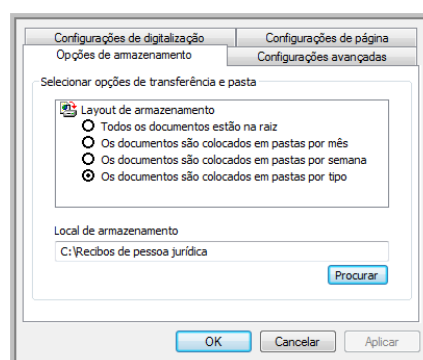 Configurações de digitalização
Configurações de página
Opções de armazenamento
Configurações avançadas
Selecionar opções de transferência e pasta
Layout de armazenamento
Todos os documentos estão na raiz
Os documentos são colocados em pastas por mês
Os documentos são colocados em pastas por semana
Os documentos são colocados em pastas por tipo
Local de armazenamento
C:\Recibos de pessoa jurídica
Procurar
OK
Cancelar
Aplicar